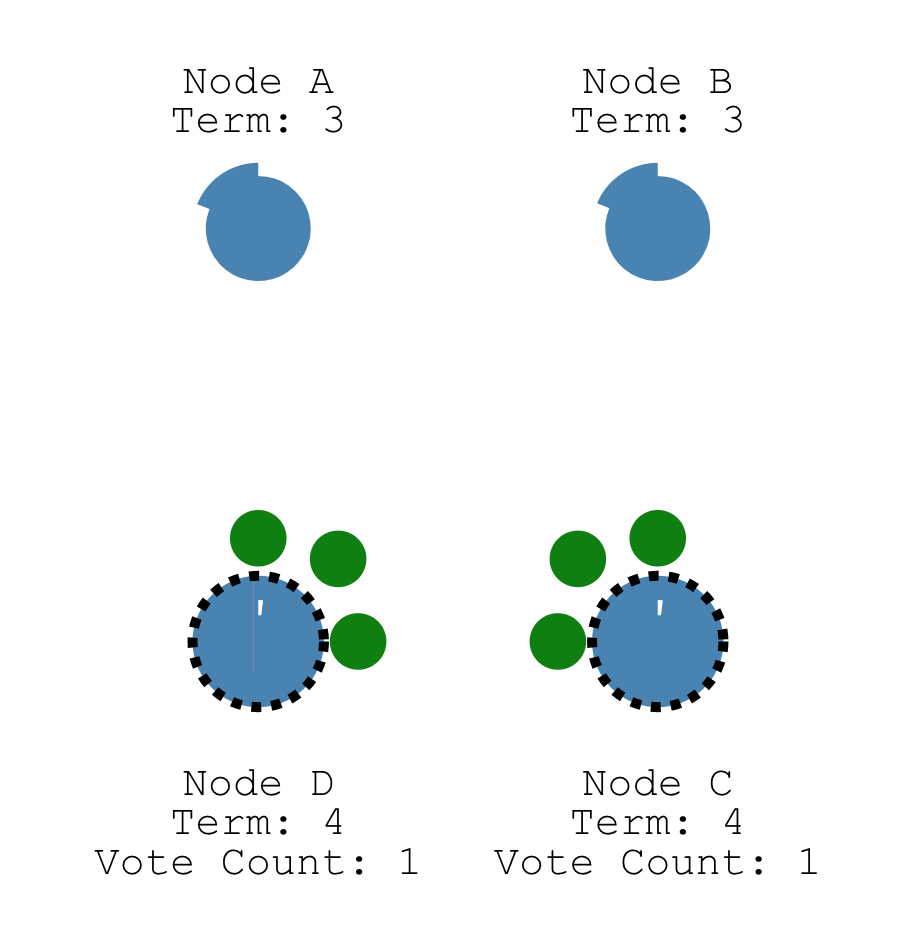 Node A
Term: 3
Node B
Term: 3
Node D
Term: 4
Vote Count: 1
Node C
Term: 4
Vote Count: 1